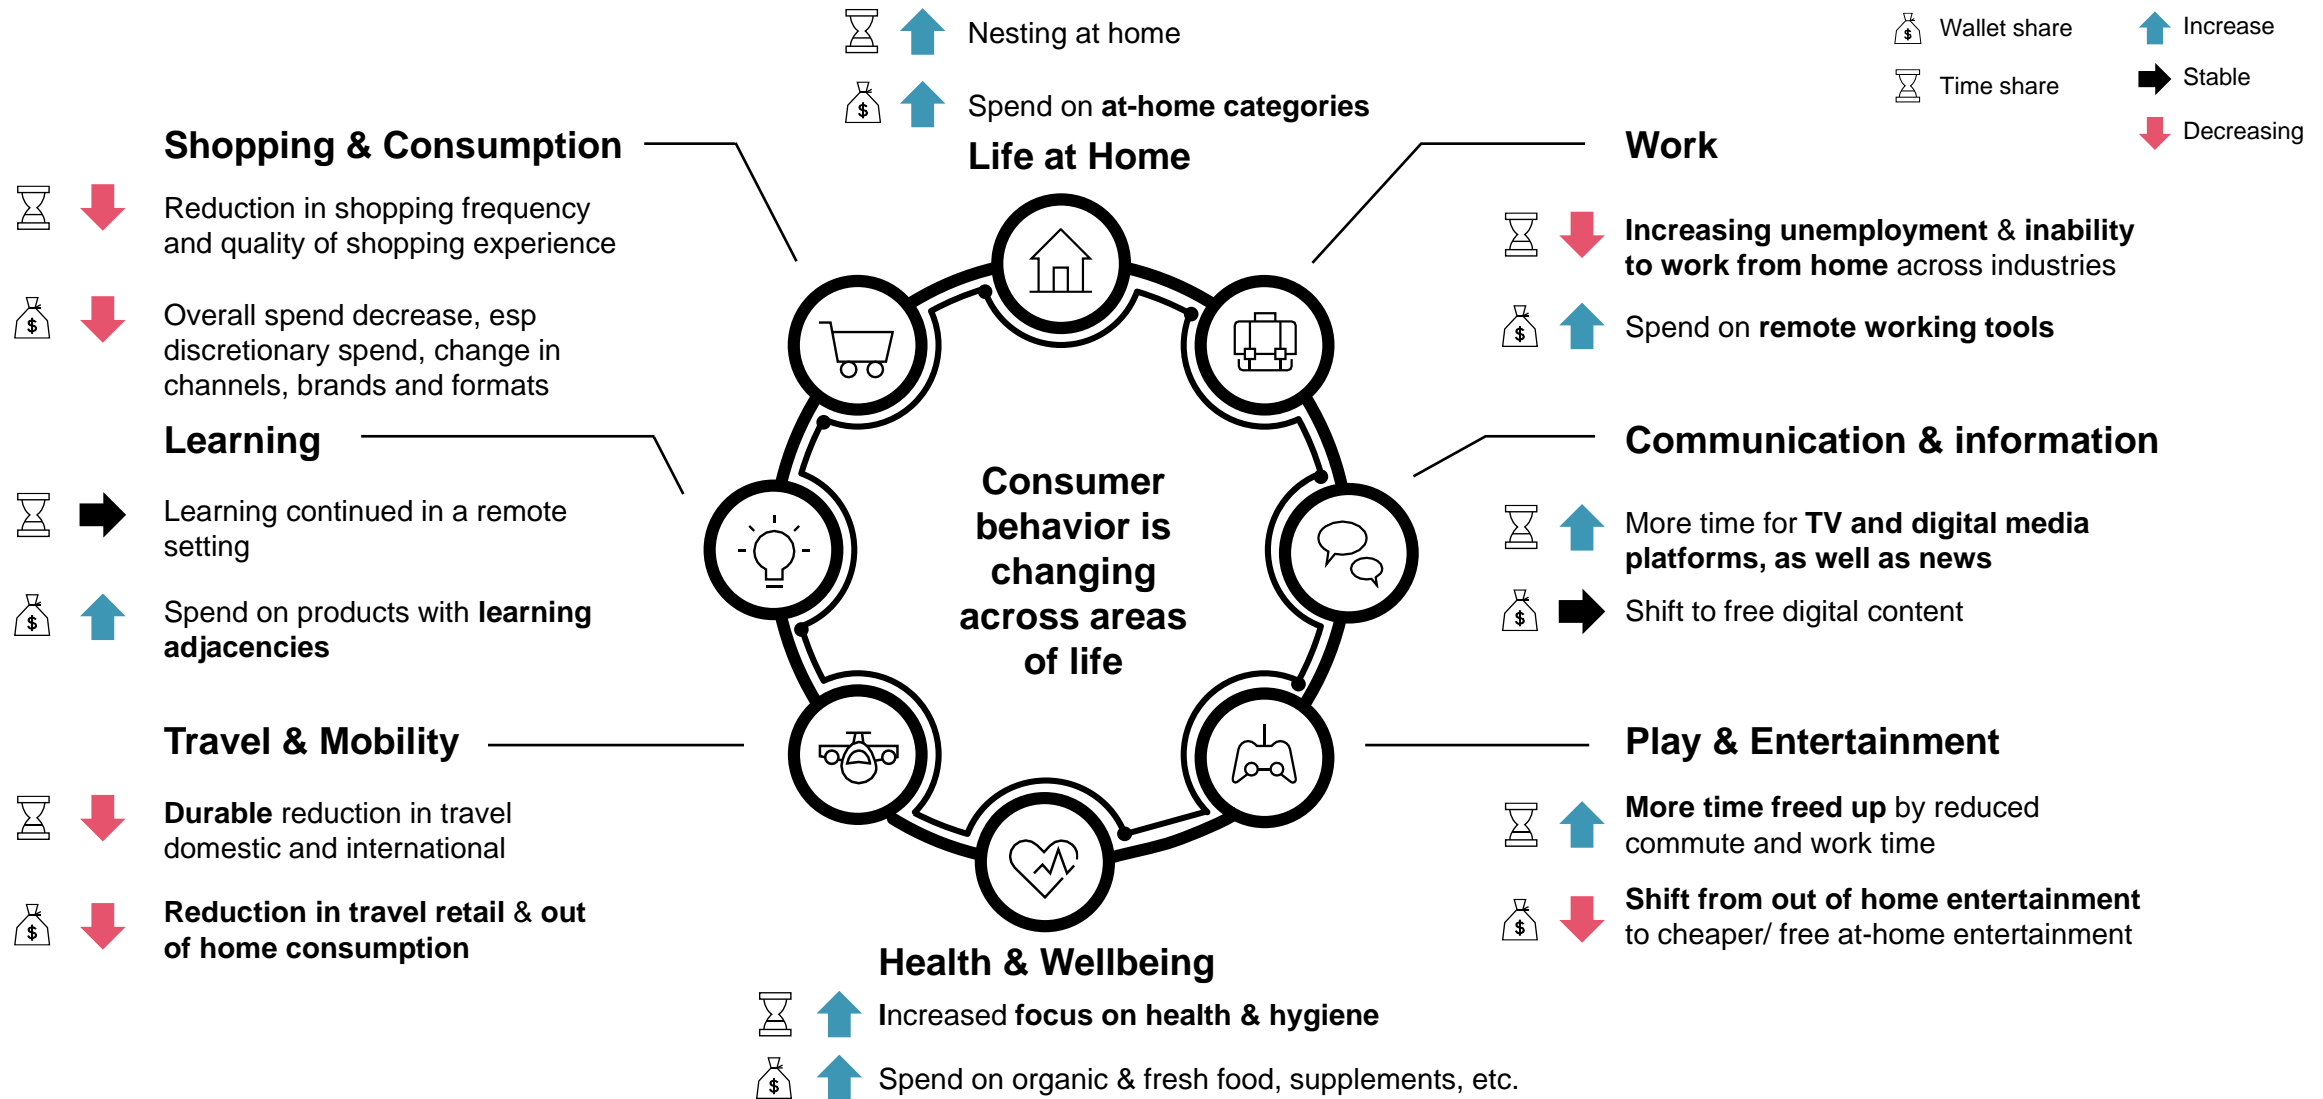 Nesting at home
Spend on at-home categories
Life at Home
Wallet share
Time share
Increase
Stable
Decreasing
Shopping & Consumption
Reduction in shopping frequency
and quality of shopping experience
$ Overall spend decrease, esp
discretionary spend, change in
channels, brands and formats
Learning
Learning continued in a remote
setting
$ Spend on products with learning
adjacencies
Travel & Mobility
Durable reduction in travel
domestic and international
$ Reduction in travel retail & out
of home consumption
Consumer
behavior is
changing
across areas
of life
Work
Increasing unemployment & inability
to work from home across industries
$ Spend on remote working tools
Communication & information
More time for TV and digital media
platforms, as well as news
$ Shift to free digital content
Play & Entertainment
More time freed up by reduced
commute and work time
$ Shift from out of home entertainment
to cheaper/ free at-home entertainment
Health & Wellbeing
Increased focus on health & hygiene
$ Spend on organic & fresh food, supplements, etc.